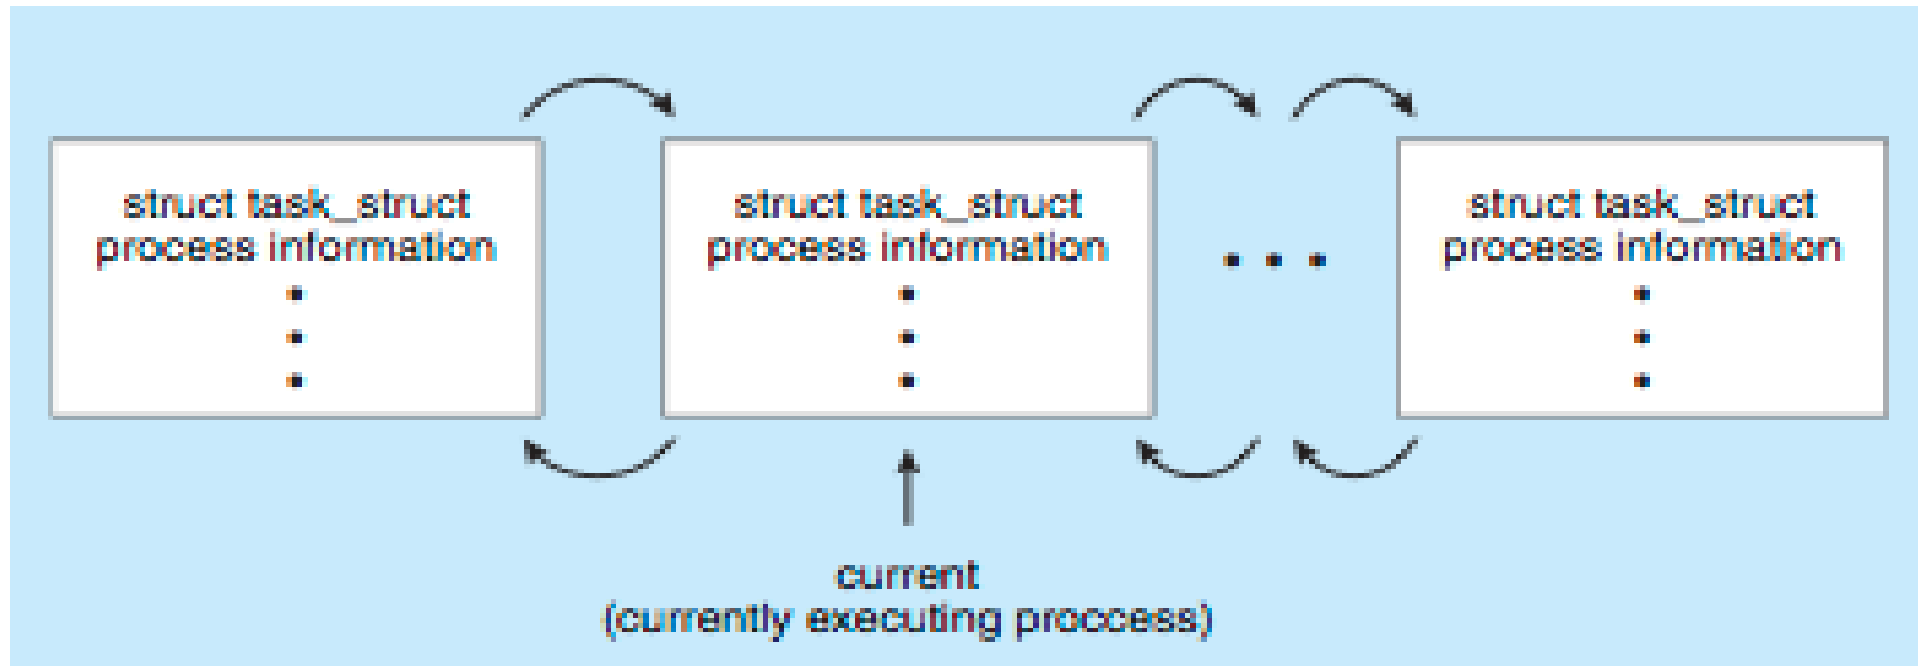 struct task_struct
process information
struct task_struct
process information
struct task_struct
process information
current
(currently executing proccess)